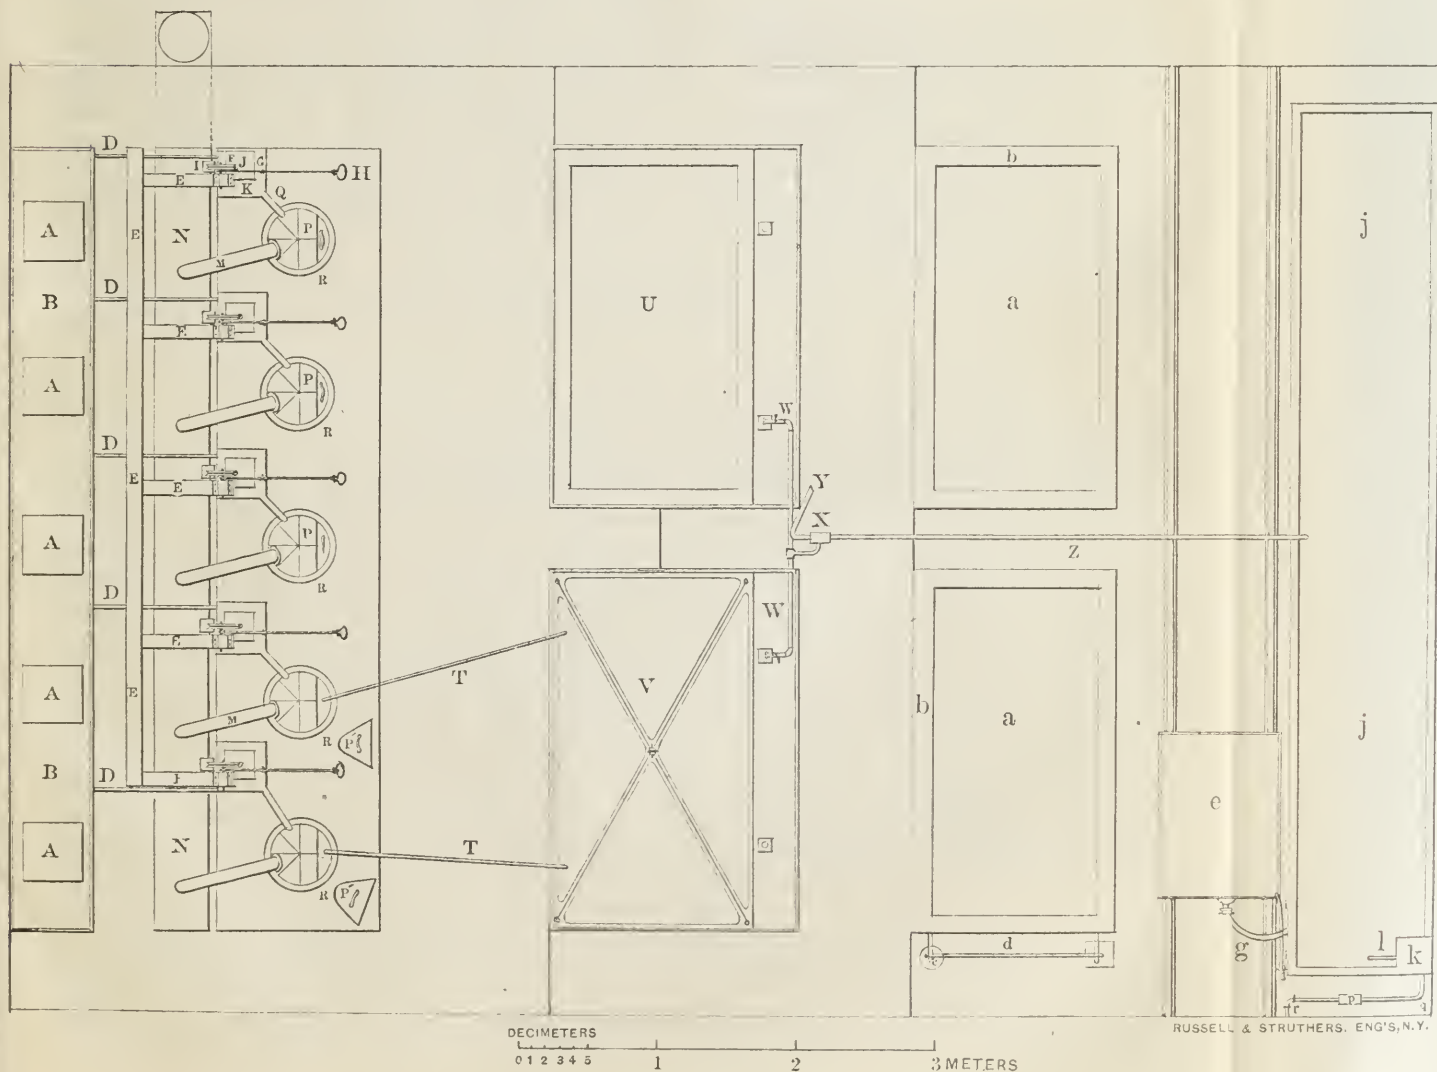 D
I F J G
H
E
K Q
b
A
E
N
P
M
R
j
B
D
U
a
E
P
A
R
W
D
E
E
Y
X
A
P
Z
R
D
E
W
A
E
M
T
V
b
a
j
R P'
B
D
e
A
N
T
R P'
d
g
l k
p
r q
DECIMETERS
0 1 2 3 4 5 1 2 3 METERS
RUSSELL & STRUTHERS. ENG'S, N.Y.